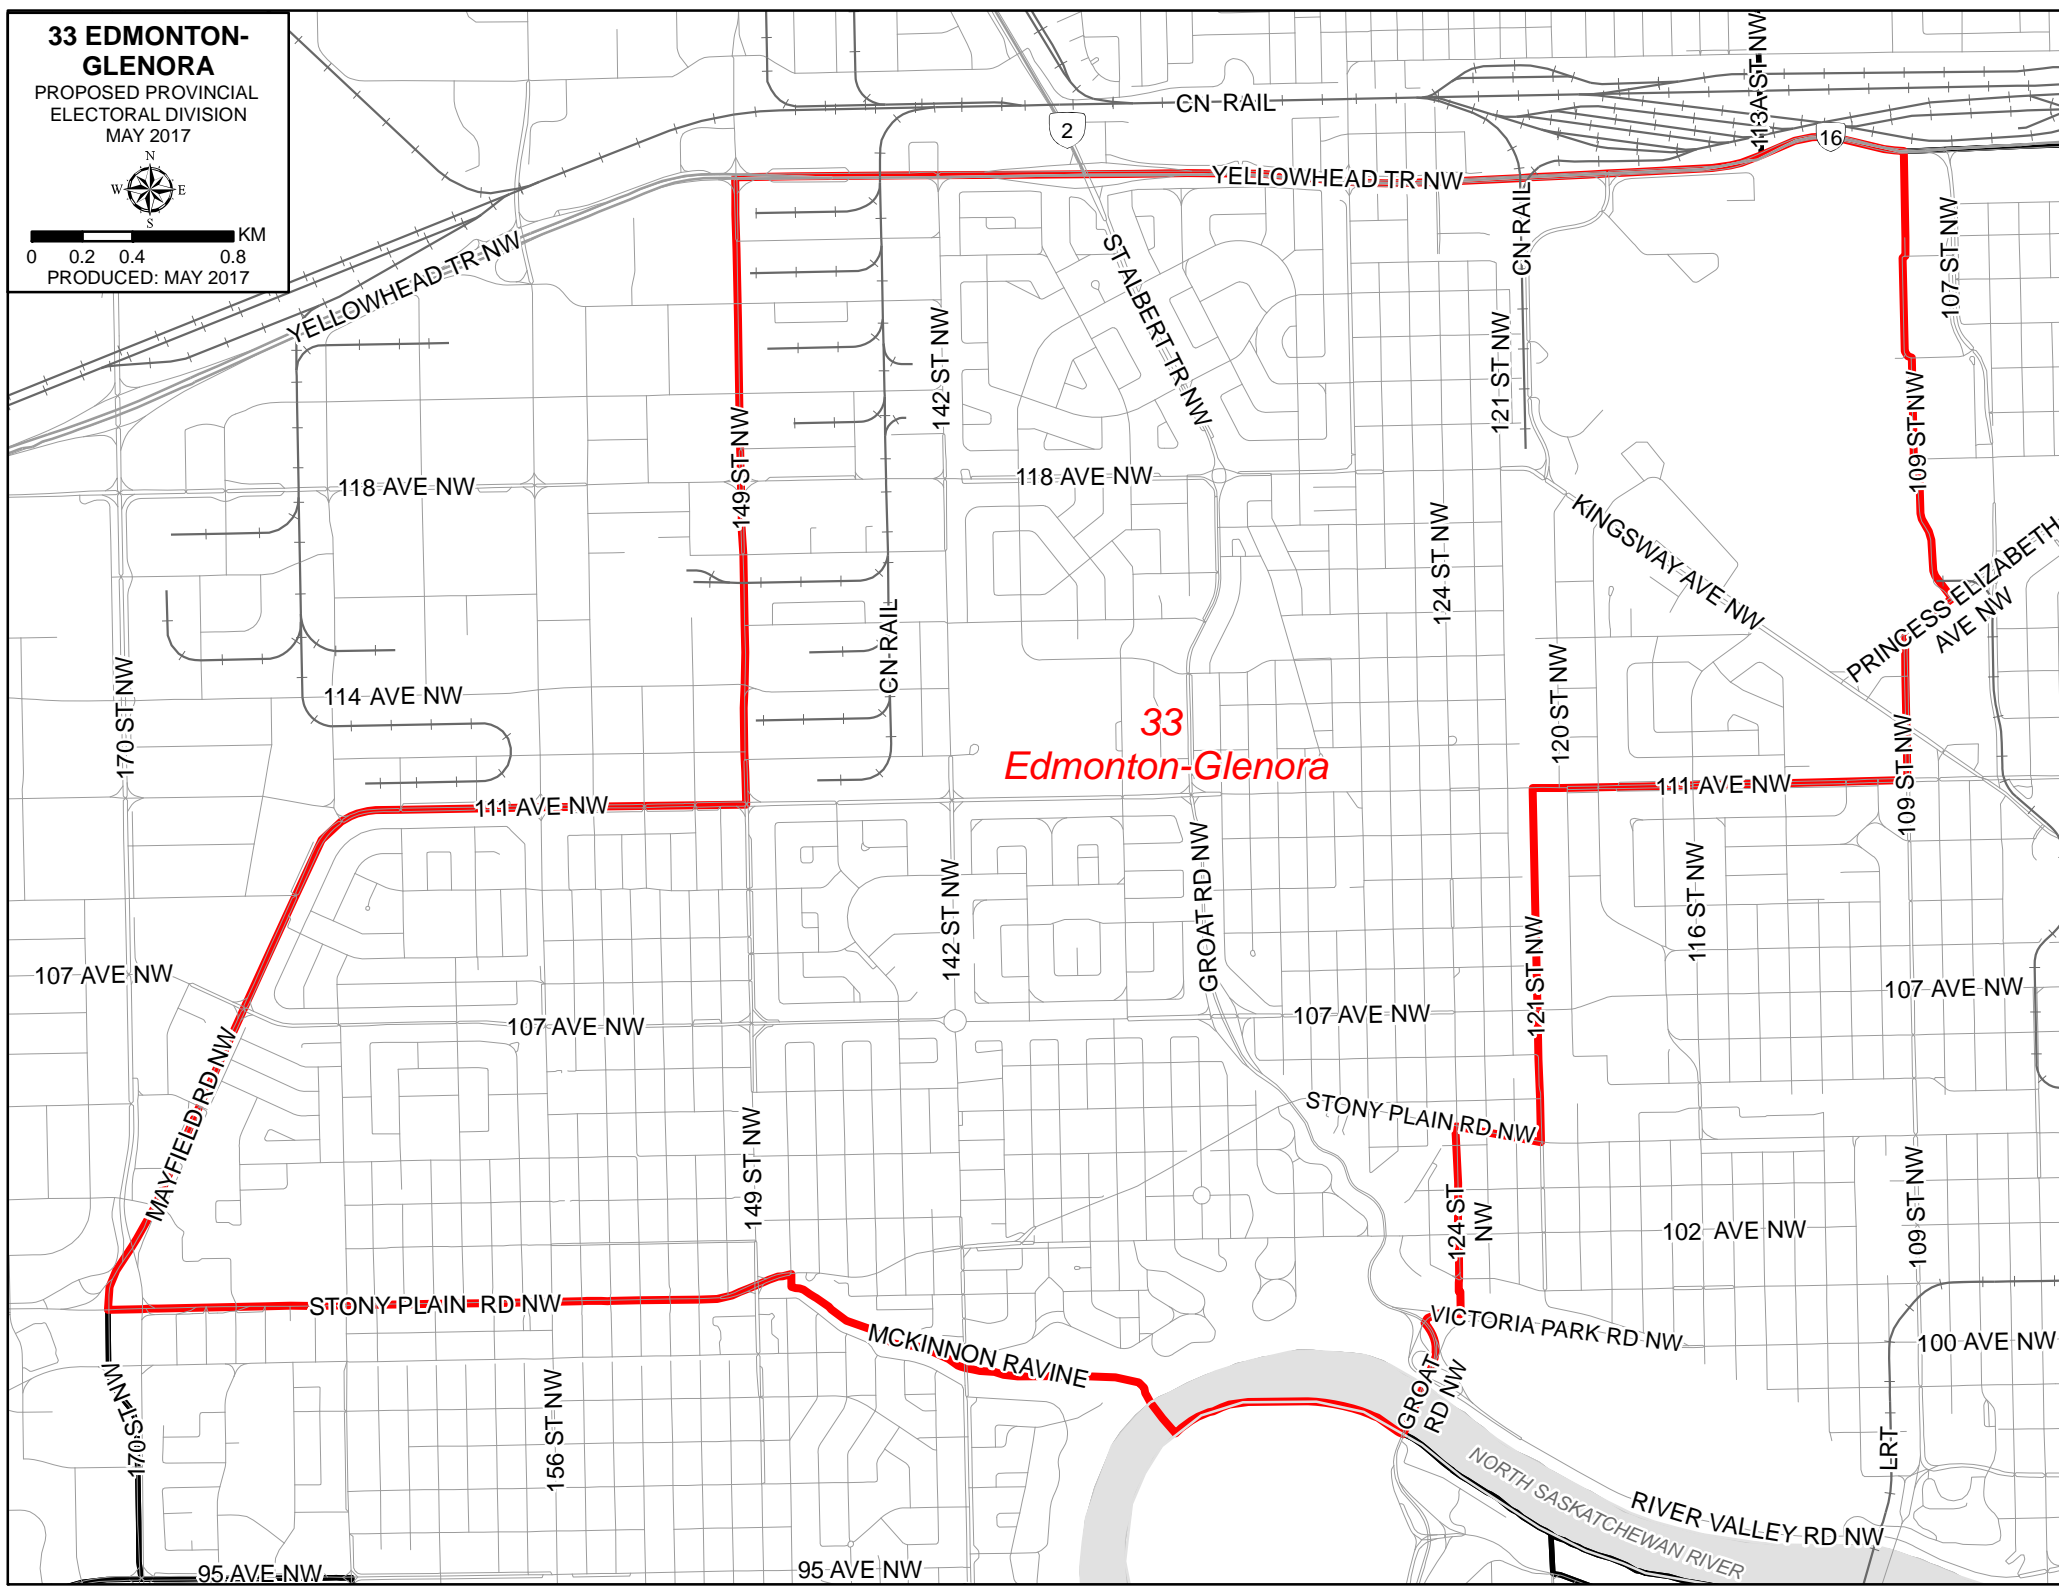 33 EDMONTON-
GLENORA
PROPOSED PROVINCIAL
ELECTORAL DIVISION
MAY 2017
N
W E
S
KM
0 0.2 0.4 0.8
PRODUCED: MAY 2017
CN RAIL
2
113A ST NW
16
YELLOWHEAD TR NW
YELLOWHEAD TR NW
ST ALBERT TR NW
CN RAIL
107 ST NW
142 ST NW
121 ST NW
109 ST NW
149 ST NW
118 AVE NW
118 AVE NW
124 ST NW
KINGSWAY AVE NW
PRINCESS ELIZABETH
AVE NW
CN RAIL
170 ST NW
114 AVE NW
120 ST NW
33
Edmonton-Glenora
111 AVE NW
111 AVE NW
109 ST NW
GROAT RD NW
116 ST NW
142 ST NW
121 ST NW
107 AVE NW
107 AVE NW
107 AVE NW
107 AVE NW
MAYFIELD RD NW
STONY PLAIN RD NW
149 ST NW
124 ST
NW
102 AVE NW
109 ST NW
STONY PLAIN RD NW
MCKINNON RAVINE
VICTORIA PARK RD NW
100 AVE NW
170 ST NW
156 ST NW
GROAT
RD NW
LRT
NORTH SASKATCHEWAN RIVER
RIVER VALLEY RD NW
95 AVE NW
95 AVE NW